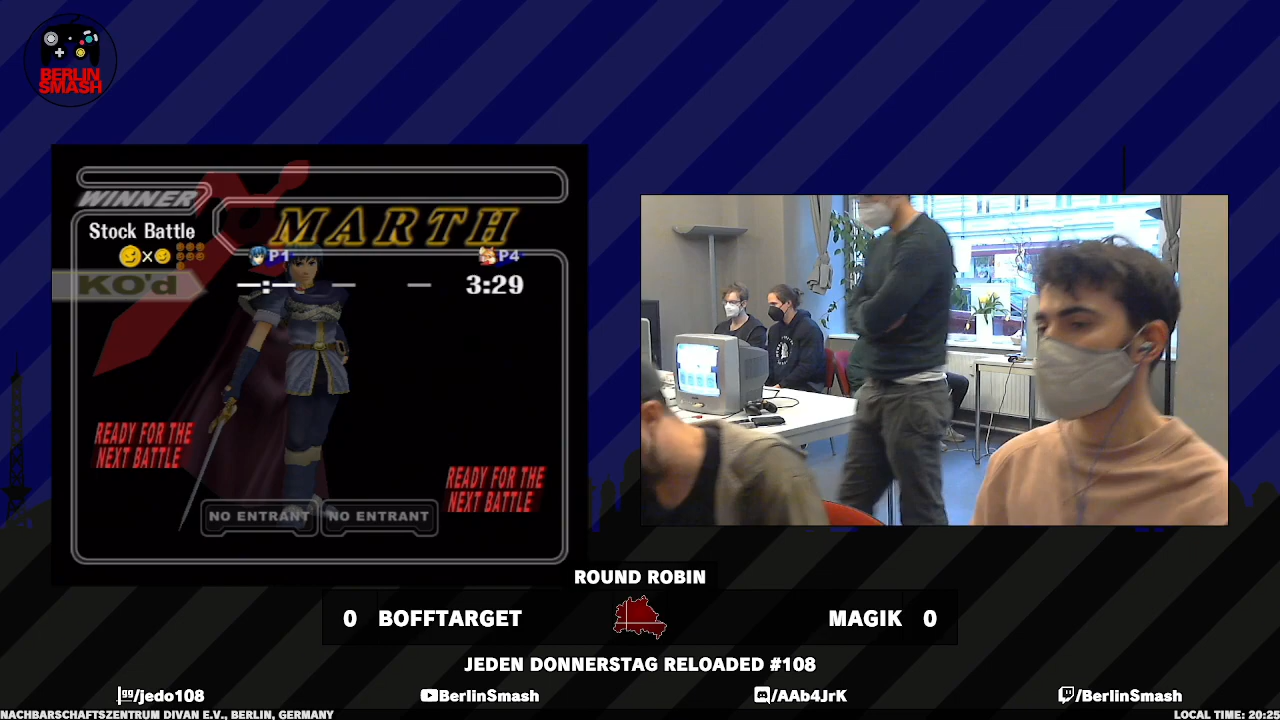 BERLIN
SMASH
WINNER
MARTH
Stock Battle
×
P1
P4
KO'd
3:29
READY FOR THE
NEXT BATTLE
READY FOR THE
NEXT BATTLE
NO ENTRANT
NO ENTRANT
ROUND ROBIN
0 BOFFTARGET
MAGIK 0
JEDEN DONNERSTAG RELOADED #108
gg/jedo108
BerlinSmash
/AAb4JrK
/BerlinSmash
NACHBARSCHAFTSZENTRUM DIVAN E.V., BERLIN, GERMANY
LOCAL TIME: 20:25